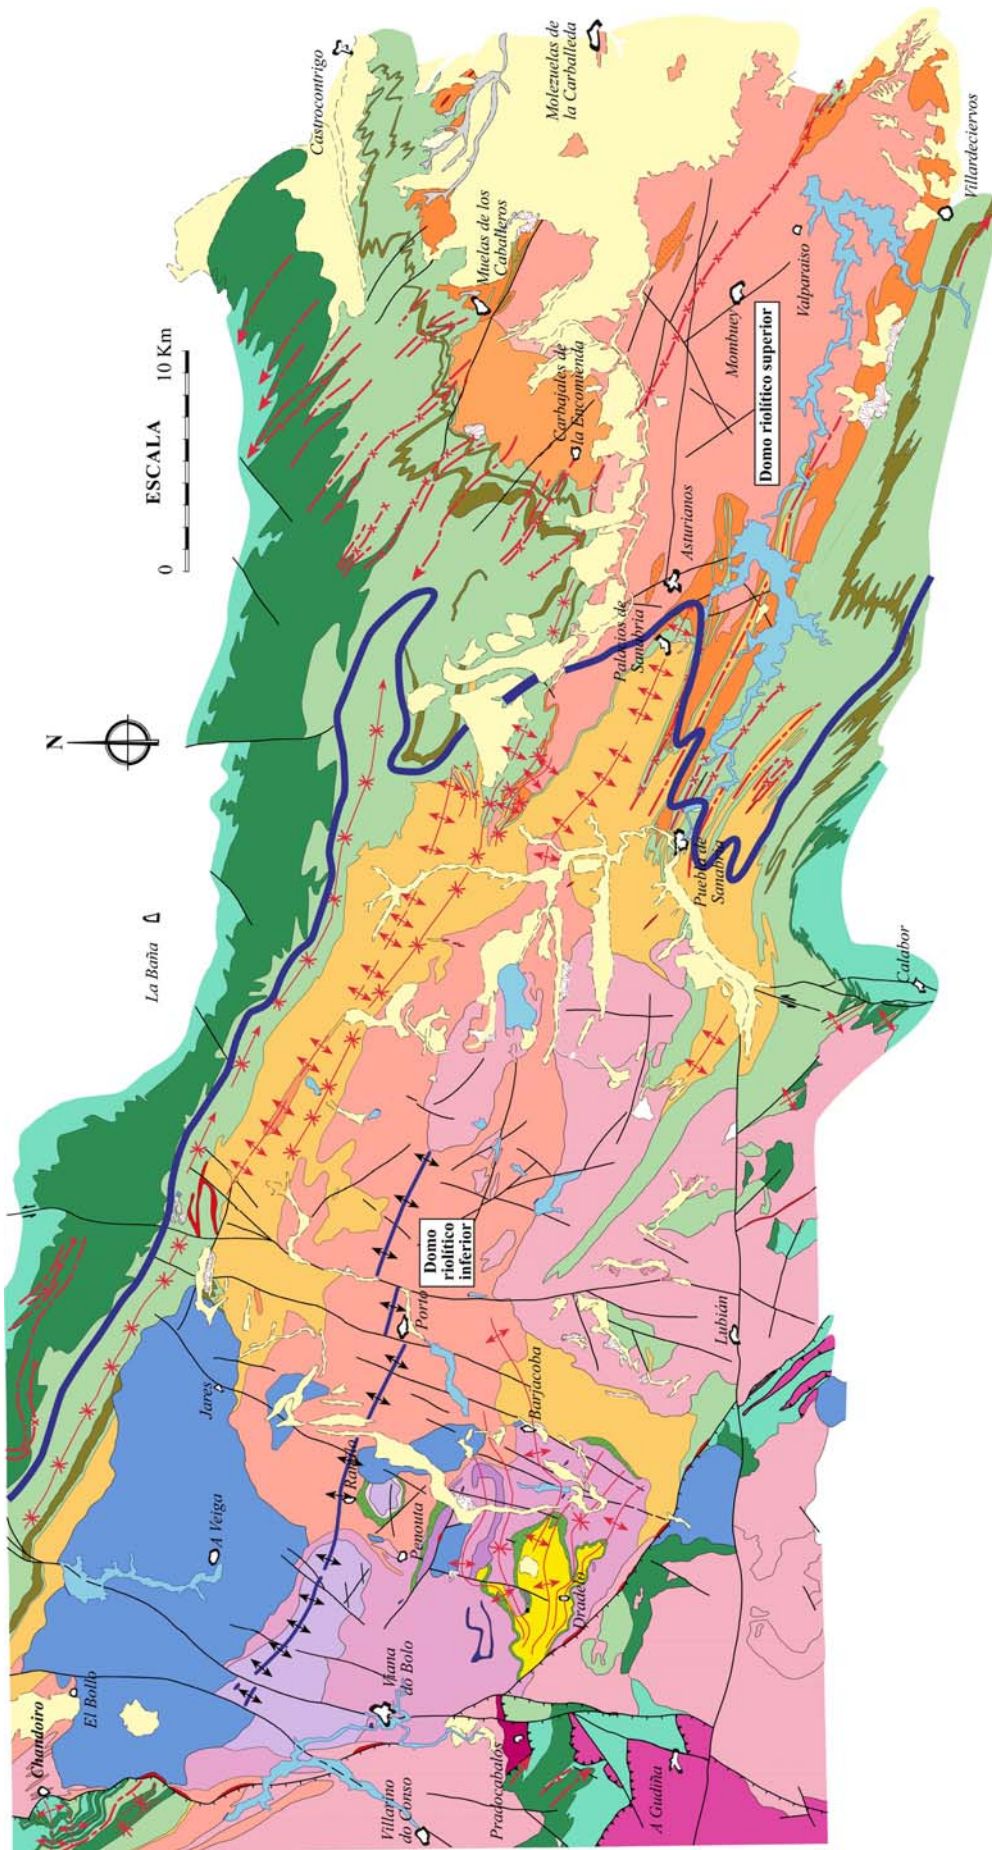 Castrocontrigo
Molezuelas de
la Carballeda
Muelas de los
Caballeros
Villardeciervos
Valparaiso
Mombuey
Domo riolítico superior
Carbajales de
la Encomienda
ESCALA
0
10 Km
Asturianos
Palacios de
Sanabria
N
Puebla de
Sanabria
La Baña
Calabor
Domo
riolítico
inferior
Porto
Lubián
Barjacoba
Jares
Ramilo
Penouta
A Veiga
Dradelo
Viana
do Bolo
El Bollo
Chandoiro
Villarino
do Conso
Pradocabalos
A Gudiña